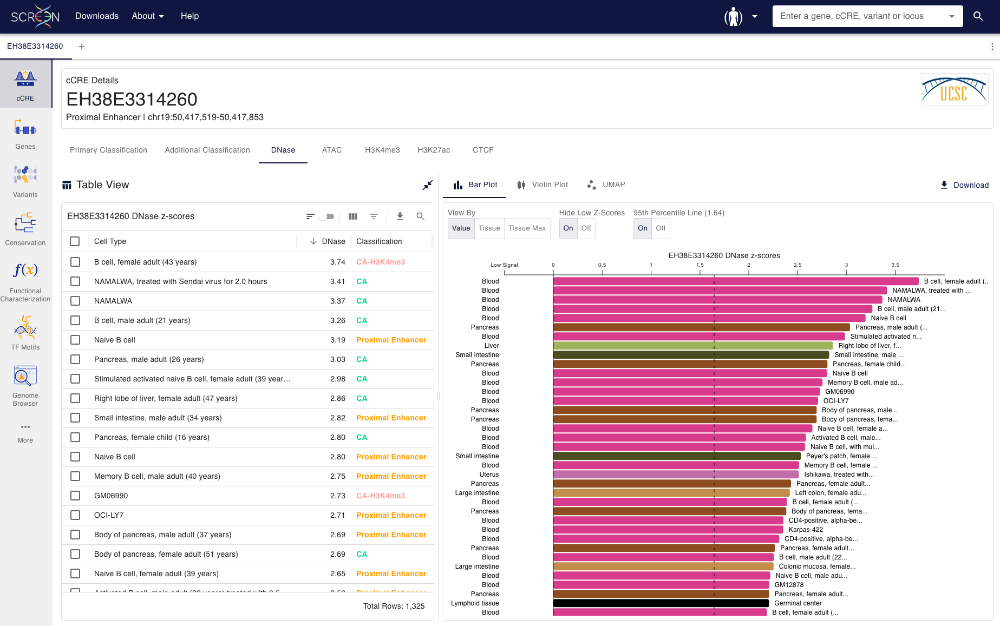 SCREEN
Downloads
About
Help
Enter a gene, cCRE, variant or locus
EH38E3314260
cCRE
Genes
Variants
Conservation
f(x)
Functional
Characterization
TF Motifs
Genome
Browser
More
cCRE Details
EH38E3314260
Proximal Enhancer | chr19:50,417,519-50,417,853
UCSC
Primary Classification
Additional Classification
DNase
ATAC
H3K4me3
H3K27ac
CTCF
Table View
EH38E3314260 DNase z-scores
Cell Type DNase Classification
B cell, female adult (43 years) 3.74 CA-H3K4me3
NAMALWA, treated with Sendai virus for 2.0 hours 3.41 CA
NAMALWA 3.37 CA
B cell, male adult (21 years) 3.26 CA
Naive B cell 3.19 Proximal Enhancer
Pancreas, male adult (26 years) 3.03 CA
Stimulated activated naive B cell, female adult (39 year... 2.98 CA
Right lobe of liver, female adult (47 years) 2.86 CA
Small intestine, male adult (34 years) 2.82 Proximal Enhancer
Pancreas, female child (16 years) 2.80 CA
Naive B cell 2.80 Proximal Enhancer
Memory B cell, male adult (40 years) 2.75 Proximal Enhancer
GM06990 2.73 CA-H3K4me3
OCI-LY7 2.71 Proximal Enhancer
Body of pancreas, male adult (37 years) 2.69 Proximal Enhancer
Body of pancreas, female adult (51 years) 2.69 CA
Naive B cell, female adult (39 years) 2.65 Proximal Enhancer
Total Rows: 1,325
Bar Plot
Violin Plot
UMAP
Download
View By
Value Tissue Tissue Max
Hide Low Z-Scores
On Off
95th Percentile Line (1.64)
On Off
EH38E3314260 DNase z-scores
Low Signal 0 0.5 1 1.5 2 2.5 3 3.5
Blood B cell, female adult (..
Blood NAMALWA, treated with ...
Blood NAMALWA
Blood B cell, male adult (21...
Blood Naive B cell
Pancreas Pancreas, male adult (...
Blood Stimulated activated n...
Liver Right lobe of liver, f...
Small intestine Small intestine, male ...
Pancreas Pancreas, female child...
Blood Naive B cell
Blood Memory B cell, male ad...
Blood GM06990
Blood OCI-LY7
Pancreas Body of pancreas, male...
Pancreas Body of pancreas, fema...
Blood Naive B cell, female a...
Blood Activated B cell, male...
Blood Naive B cell, with mul...
Small intestine Peyer's patch, female ...
Blood Memory B cell, female ...
Uterus Ishikawa, treated with...
Pancreas Pancreas, female adult...
Large intestine Left colon, female adu...
Blood B cell, female adult (...
Pancreas Body of pancreas, fema...
Blood CD4-positive, alpha-be...
Blood Karpas-422
Blood CD4-positive, alpha-be...
Pancreas Pancreas, female adult...
Blood B cell, male adult (22...
Large intestine Colonic mucosa, female...
Blood Naive B cell, male adu...
Blood GM12878
Pancreas Pancreas, female adult...
Lymphoid tissue Germinal center
Blood B cell, female adult (...